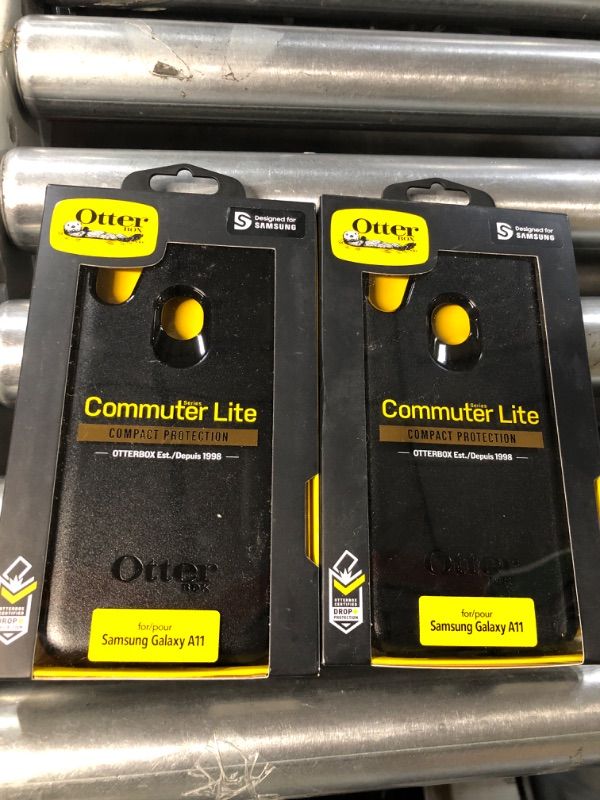 Otter
BOX
S Designed for
SAMSUNG
Commuter Lite
Series
COMPACT PROTECTION
OTTERBOX Est./Depuis 1998
Otter
BOX
OTTERBOX
CERTIFIED
DROP+
PROTECTION
for/pour
Samsung Galaxy A11
Otter
BOX
S Designed for
SAMSUNG
Commuter Lite
Series
COMPACT PROTECTION
OTTERBOX Est./Depuis 1998
Otter
BOX
OTTERBOX
CERTIFIED
DROP+
PROTECTION
for/pour
Samsung Galaxy A11